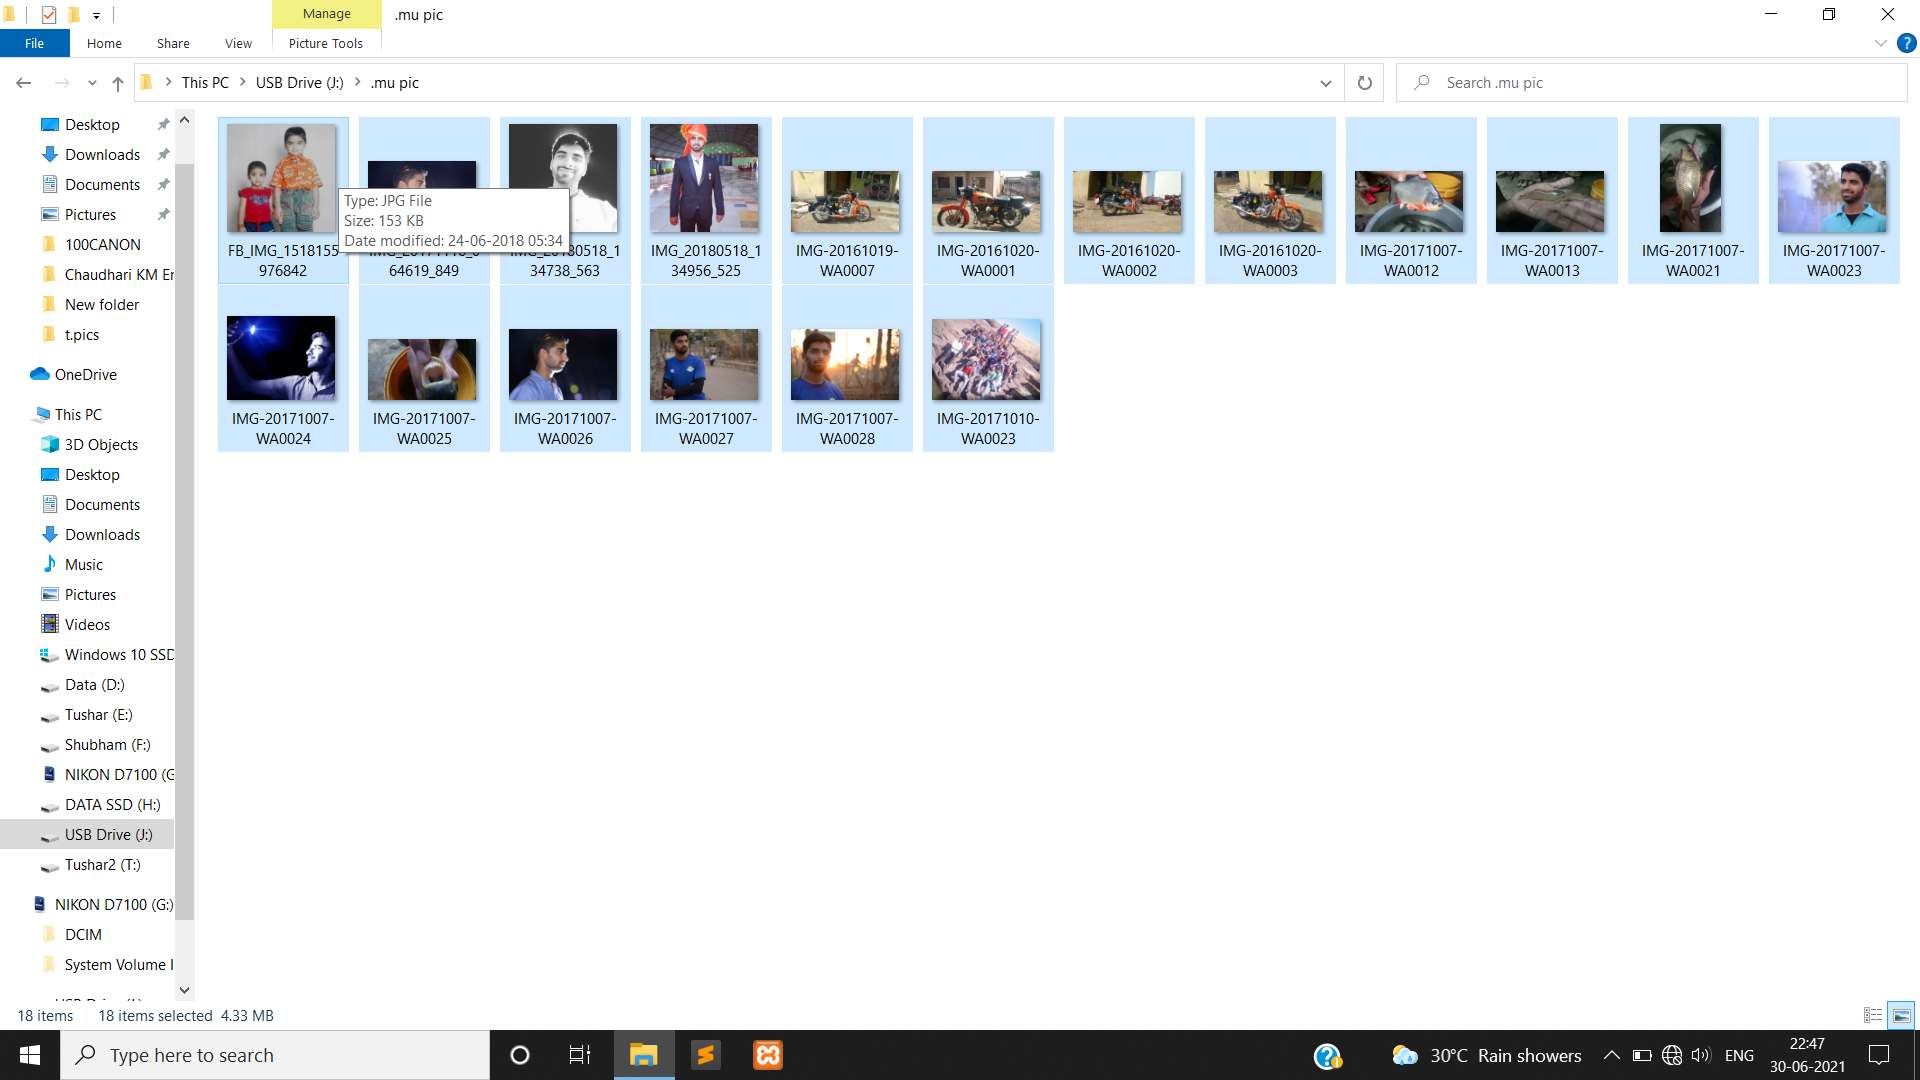 Manage
.mu pic
File
Home
Share
View
Picture Tools
This PC
USB Drive (J:)
.mu pic
Search .mu pic
Desktop
Downloads
Documents
Pictures
100CANON
Chaudhari KM Er
New folder
t.pics
OneDrive
This PC
3D Objects
Desktop
Documents
Downloads
Music
Pictures
Videos
Windows 10 SSD
Data (D:)
Tushar (E:)
Shubham (F:)
NIKON D7100 (G
DATA SSD (H:)
USB Drive (J:)
Tushar2 (T:)
NIKON D7100 (G:)
DCIM
System Volume I
Type: JPG File
Size: 153 KB
Date modified: 24-06-2018 05:34
FB_IMG_1518155
976842
64619_849
34738_563
IMG_20180518_1
34956_525
IMG-20161019-
WA0007
IMG-20161020-
WA0001
IMG-20161020-
WA0002
IMG-20161020-
WA0003
IMG-20171007-
WA0012
IMG-20171007-
WA0013
IMG-20171007-
WA0021
IMG-20171007-
WA0023
IMG-20171007-
WA0024
IMG-20171007-
WA0025
IMG-20171007-
WA0026
IMG-20171007-
WA0027
IMG-20171007-
WA0028
IMG-20171010-
WA0023
18 items
18 items selected 4.33 MB
Type here to search
30°C Rain showers
ENG
22:47
30-06-2021